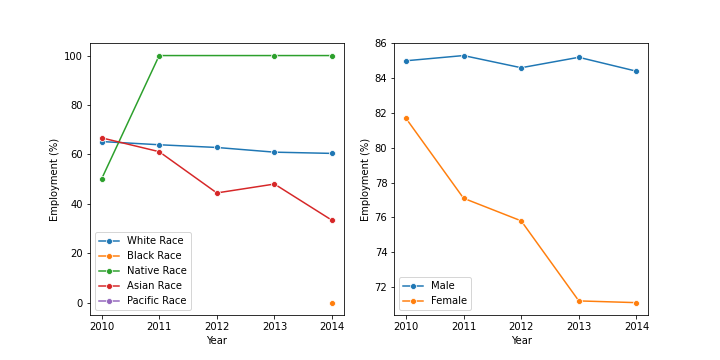 100
80
60
40
20
0
Employment (%)
2010 2011 2012 2013 2014
Year
White Race
Black Race
Native Race
Asian Race
Pacific Race
86
84
82
80
78
76
74
72
Employment (%)
2010 2011 2012 2013 2014
Year
Male
Female